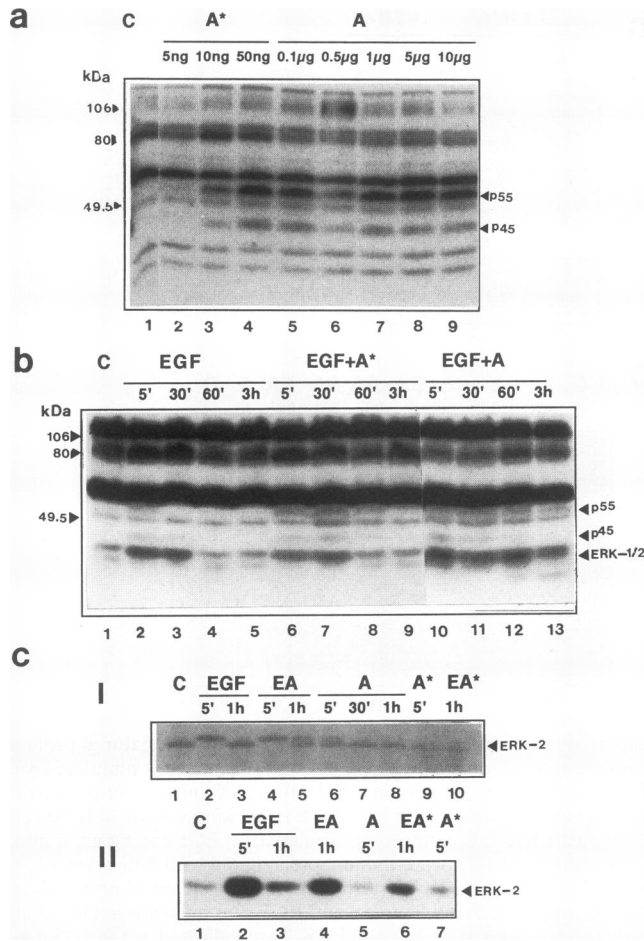 a
C A* A
5ng 10ng 50ng 0.1µg 0.5µg 1µg 5µg 10µg
kDa
106
80
49.5
p55
p45
1 2 3 4 5 6 7 8 9
b
C EGF EGF+A* EGF+A
5' 30' 60' 3h 5' 30' 60' 3h 5' 30' 60' 3h
kDa
106
80
49.5
p55
p45
ERK-1/2
1 2 3 4 5 6 7 8 9 10 11 12 13
c
I
C EGF EA A A* EA*
5' 1h 5' 1h 5' 30' 1h 5' 1h
ERK-2
1 2 3 4 5 6 7 8 9 10
II
C EGF EA A EA* A*
5' 1h 1h 5' 1h 5'
ERK-2
1 2 3 4 5 6 7